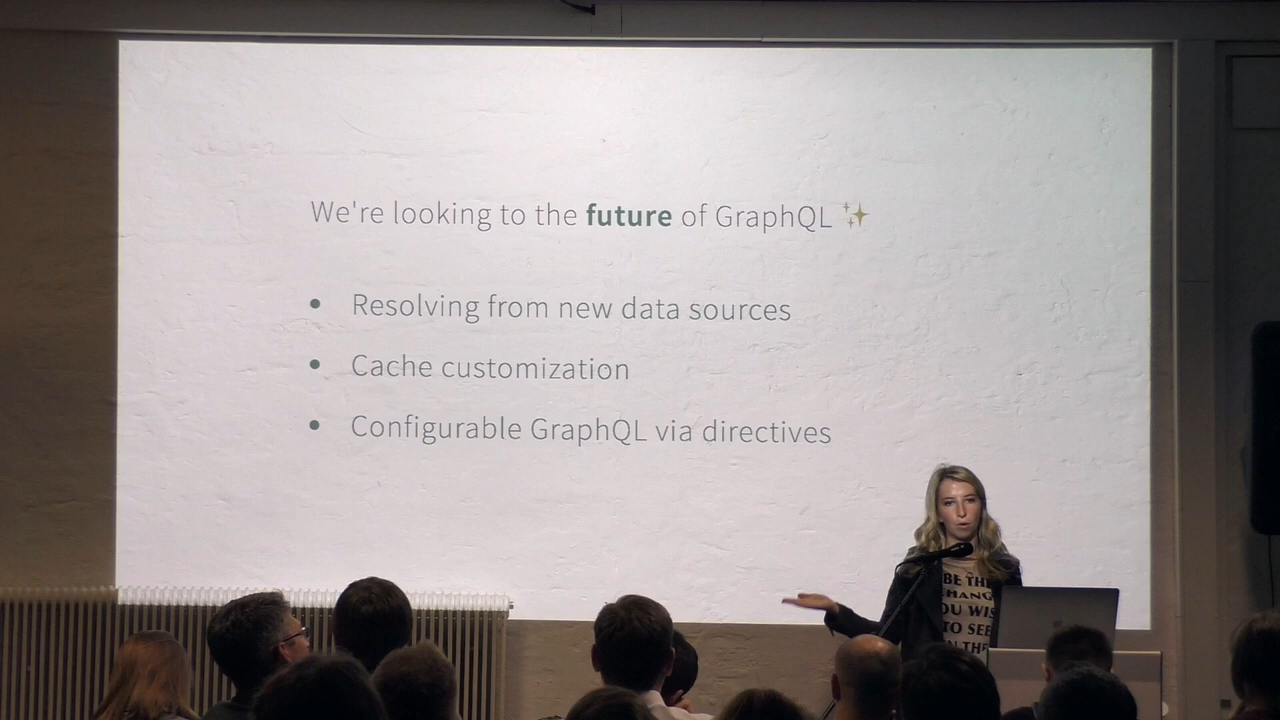 We're looking to the future of GraphQL ✨
• Resolving from new data sources
• Cache customization
• Configurable GraphQL via directives
BE THE
CHANG
OU WIS
TO SEE
N THE